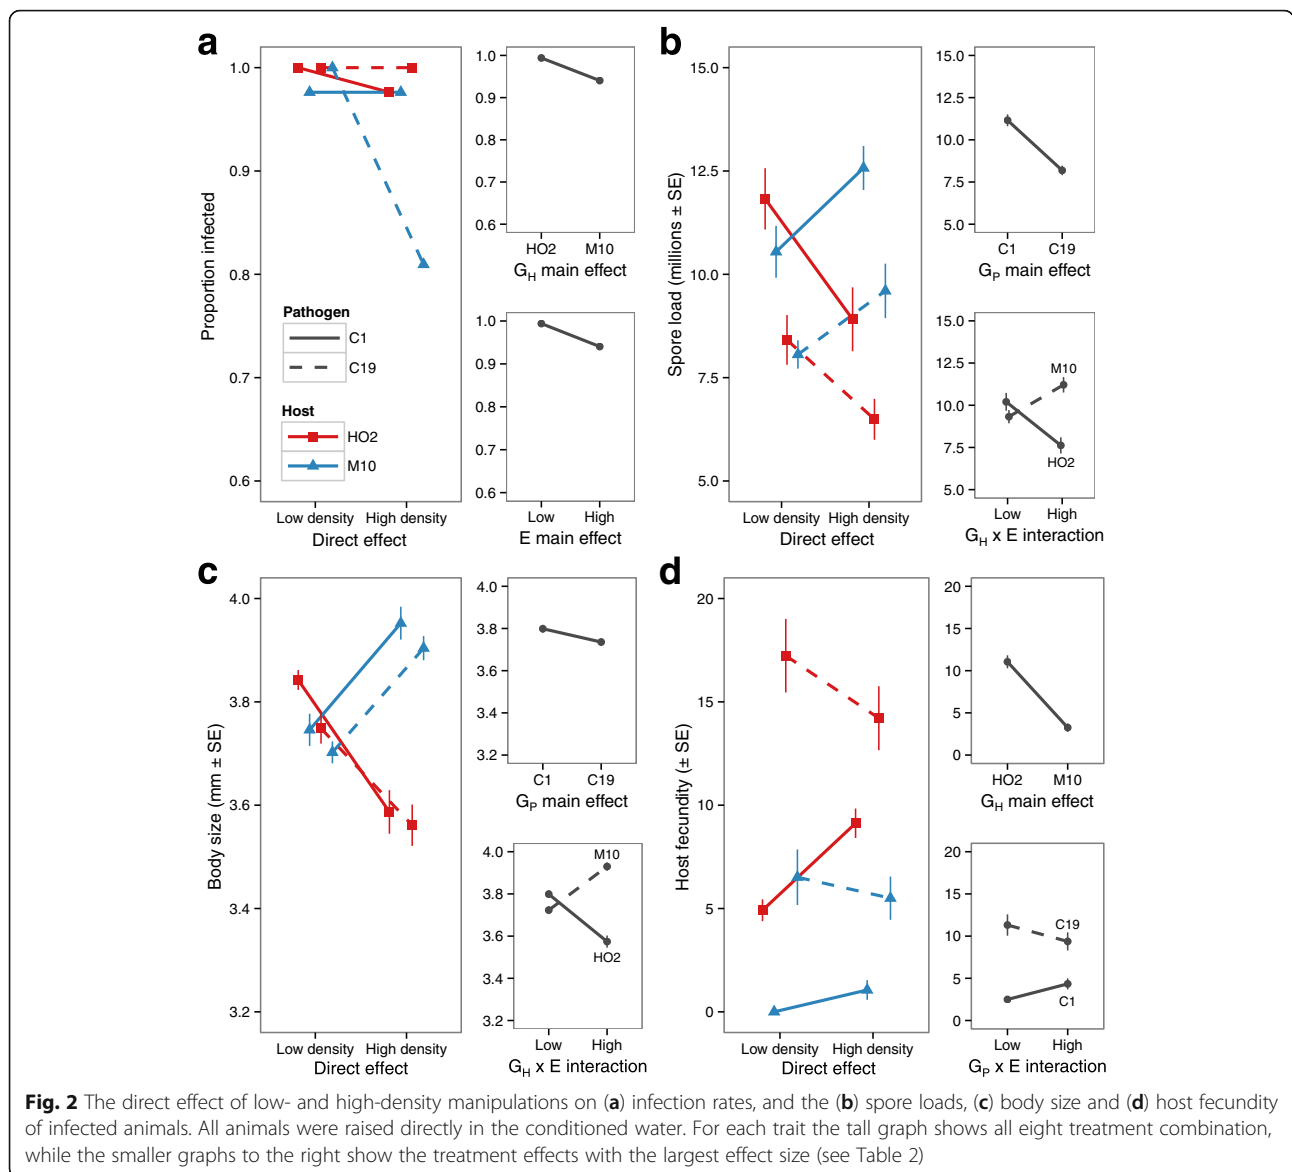 a
1.0
0.9
0.8
0.7
0.6
Proportion infected
Pathogen
C1
C19
Host
HO2
M10
Low density High density
Direct effect
1.0
0.9
0.8
0.7
0.6
HO2 M10
GH main effect
1.0
0.9
0.8
0.7
0.6
Low High
E main effect
b
15.0
12.5
10.0
7.5
5.0
Spore load (millions ± SE)
Low density High density
Direct effect
15.0
12.5
10.0
7.5
5.0
C1 C19
GP main effect
15.0
12.5
10.0
7.5
5.0
M10
HO2
Low High
GH x E interaction
c
4.0
3.8
3.6
3.4
3.2
Body size (mm ± SE)
Low density High density
Direct effect
4.0
3.8
3.6
3.4
3.2
C1 C19
GP main effect
4.0
3.8
3.6
3.4
3.2
M10
HO2
Low High
GH x E interaction
d
20
15
10
5
0
Host fecundity (± SE)
Low density High density
Direct effect
20
15
10
5
0
HO2 M10
GH main effect
20
15
10
5
0
C19
C1
Low High
GP x E interaction
Fig. 2 The direct effect of low- and high-density manipulations on (a) infection rates, and the (b) spore loads, (c) body size and (d) host fecundity
of infected animals. All animals were raised directly in the conditioned water. For each trait the tall graph shows all eight treatment combination,
while the smaller graphs to the right show the treatment effects with the largest effect size (see Table 2)